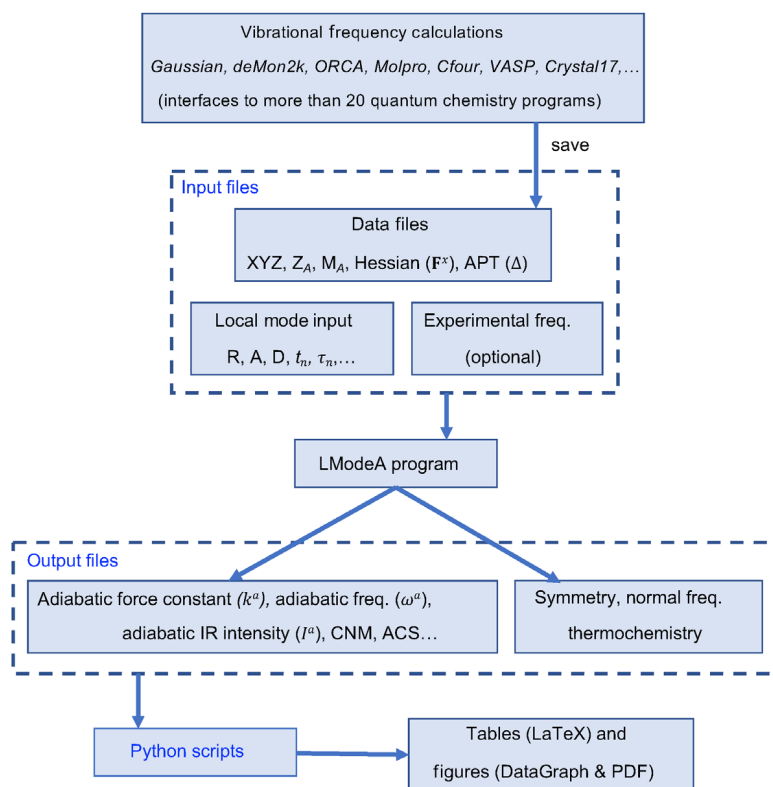 Vibrational frequency calculations
Gaussian, deMon2k, ORCA, Molpro, Cfour, VASP, Crystal17,...
(interfaces to more than 20 quantum chemistry programs)
save
Input files
Data files
XYZ, Z_A, M_A, Hessian (F^x), APT (Δ)
Local mode input
R, A, D, t_n, τ_n,...
Experimental freq.
(optional)
LModeA program
Output files
Adiabatic force constant (k^a), adiabatic freq. (ω^a),
adiabatic IR intensity (I^a), CNM, ACS...
Symmetry, normal freq.
thermochemistry
Python scripts
Tables (LaTeX) and
figures (DataGraph & PDF)